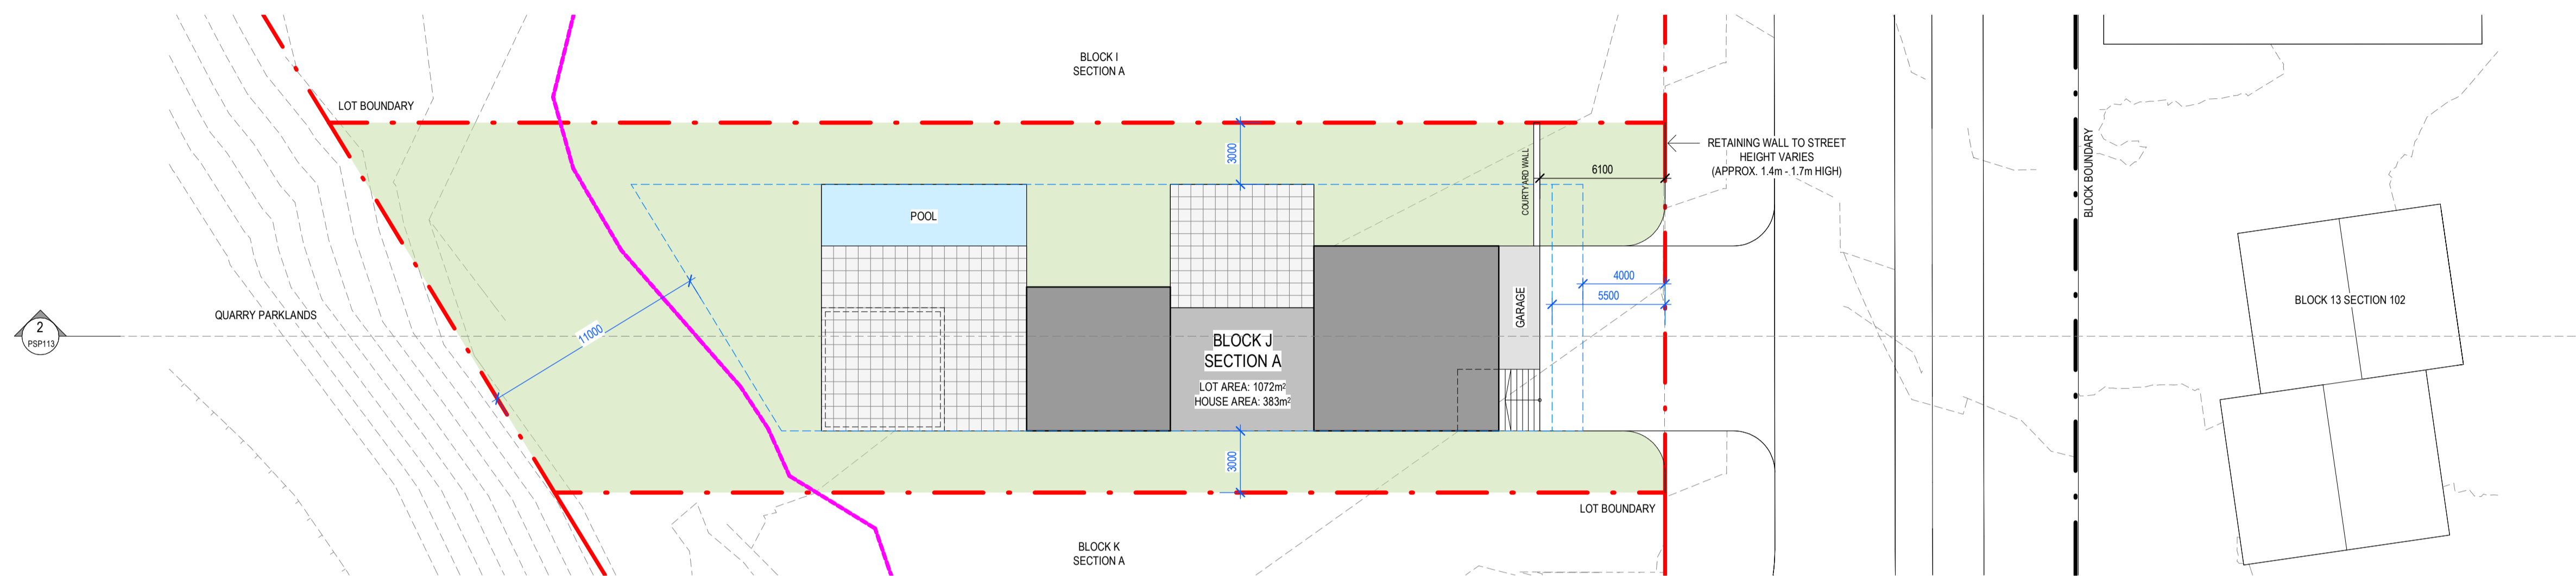 BLOCK I
SECTION A
LOT BOUNDARY
3000
COURTYARD WALL
6100
RETAINING WALL TO STREET
HEIGHT VARIES
(APPROX. 1.4m - 1.7m HIGH)
BLOCK BOUNDARY
POOL
4000
5500
GARAGE
BLOCK 13 SECTION 102
QUARRY PARKLANDS
2
PSP113
11000
BLOCK J
SECTION A
LOT AREA: 1072m²
HOUSE AREA: 383m²
3000
LOT BOUNDARY
BLOCK K
SECTION A